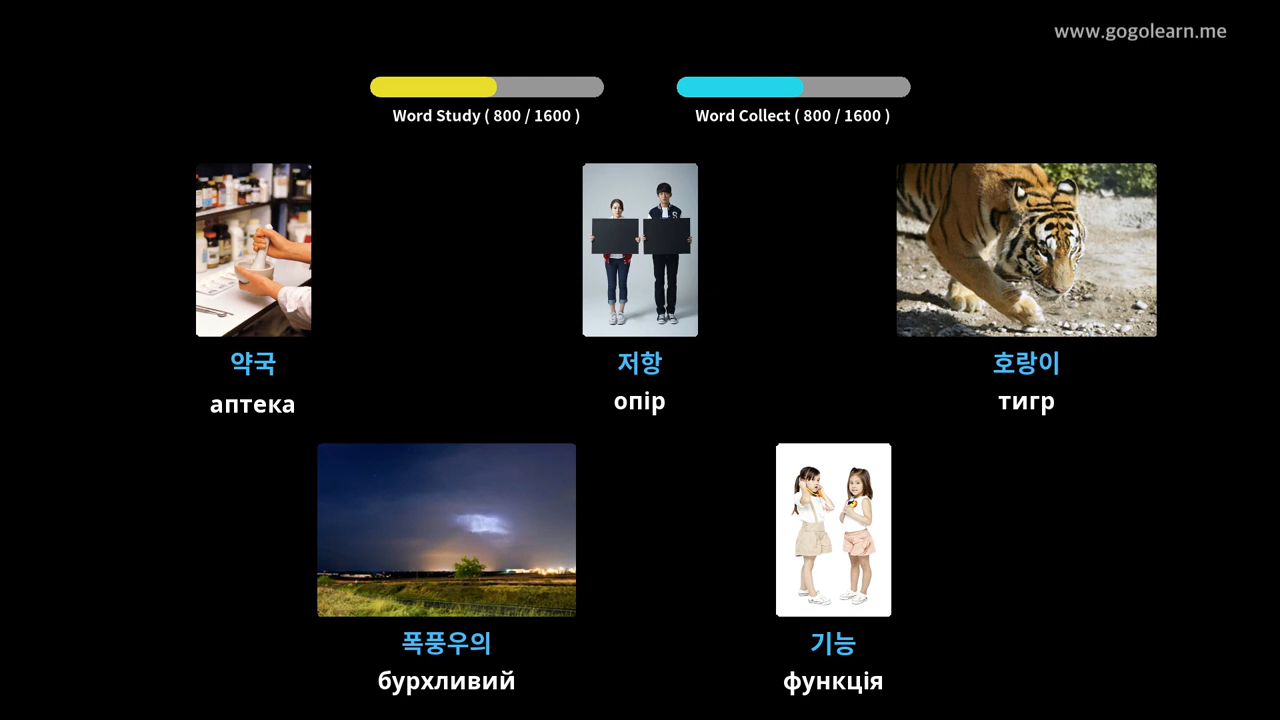 www.gogolearn.me
Word Study ( 800 / 1600 )
Word Collect ( 800 / 1600 )
약국
аптека
저항
опір
호랑이
тигр
폭풍우의
бурхливий
기능
функція